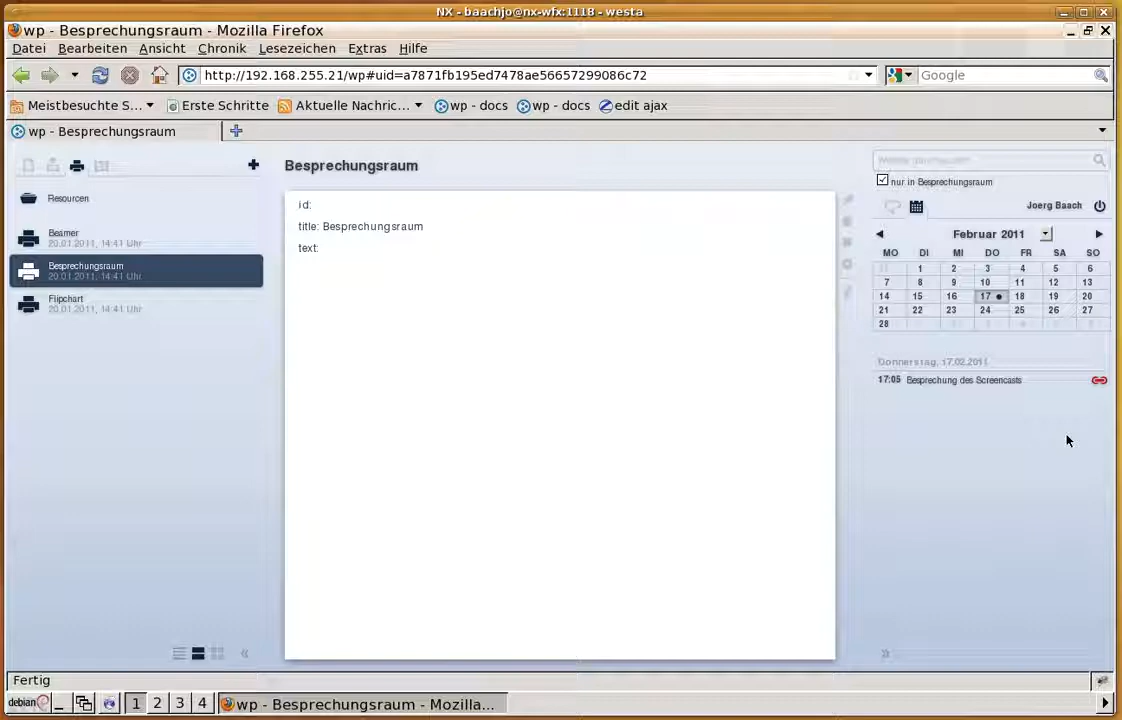 NX - baachjo@nx-wfx:1118 - westa
wp - Besprechungsraum - Mozilla Firefox
Datei Bearbeiten Ansicht Chronik Lesezeichen Extras Hilfe
http://192.168.255.21/wp#uid=a7871fb195ed7478ae56657299086c72
Google
Meistbesuchte S... Erste Schritte Aktuelle Nachric... wp - docs wp - docs edit ajax
wp - Besprechungsraum
Besprechungsraum
nur in Besprechungsraum
Resourcen
id:
Joerg Baach
title: Besprechungsraum
Beamer
20.01.2011, 14:41 Uhr
Februar 2011
text:
MO DI MI DO FR SA SO
Besprechungsraum
20.01.2011, 14:41 Uhr
31 1 2 3 4 5 6
7 8 9 10 11 12 13
Flipchart
20.01.2011, 14:41 Uhr
14 15 16 17 18 19 20
21 22 23 24 25 26 27
28
Donnerstag, 17.02.2011
17:05 Besprechung des Screencasts
Fertig
debian 1 2 3 4 wp - Besprechungsraum - Mozilla...